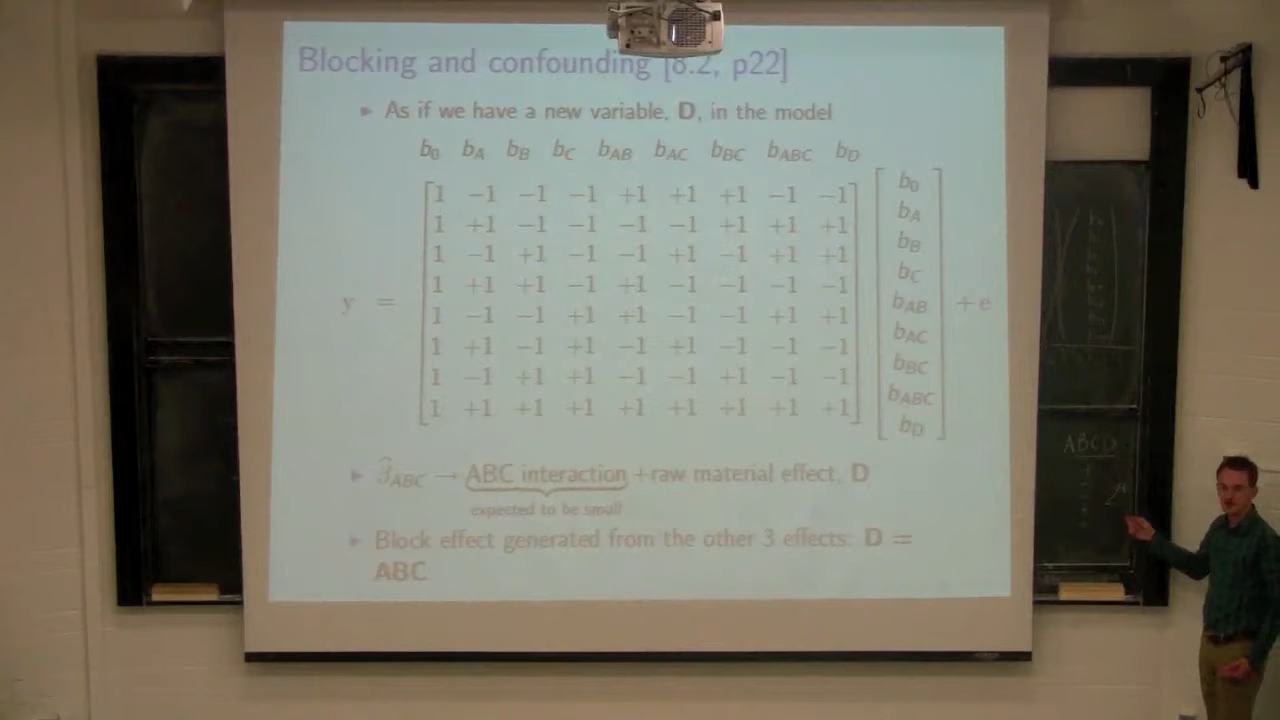 Blocking and confounding [8.2, p22]
▸ As if we have a new variable, D, in the model
b0 bA bB bC bAB bAC bBC bABC bD
1 −1 −1 −1 +1 +1 +1 −1 −1
1 +1 −1 −1 −1 −1 +1 +1 +1
1 −1 +1 −1 −1 +1 −1 +1 +1
1 +1 +1 −1 +1 −1 −1 −1 −1
y = 1 −1 −1 +1 +1 −1 −1 +1 +1
1 +1 −1 +1 −1 +1 −1 −1 −1
1 −1 +1 +1 −1 −1 +1 −1 −1
1 +1 +1 +1 +1 +1 +1 +1 +1
b0
bA
bB
bC
bAB
bAC
bBC
bABC
bD
+ e
▸ β̂ABC → ABC interaction +raw material effect, D
expected to be small
▸ Block effect generated from the other 3 effects: D =
ABC
ABCD